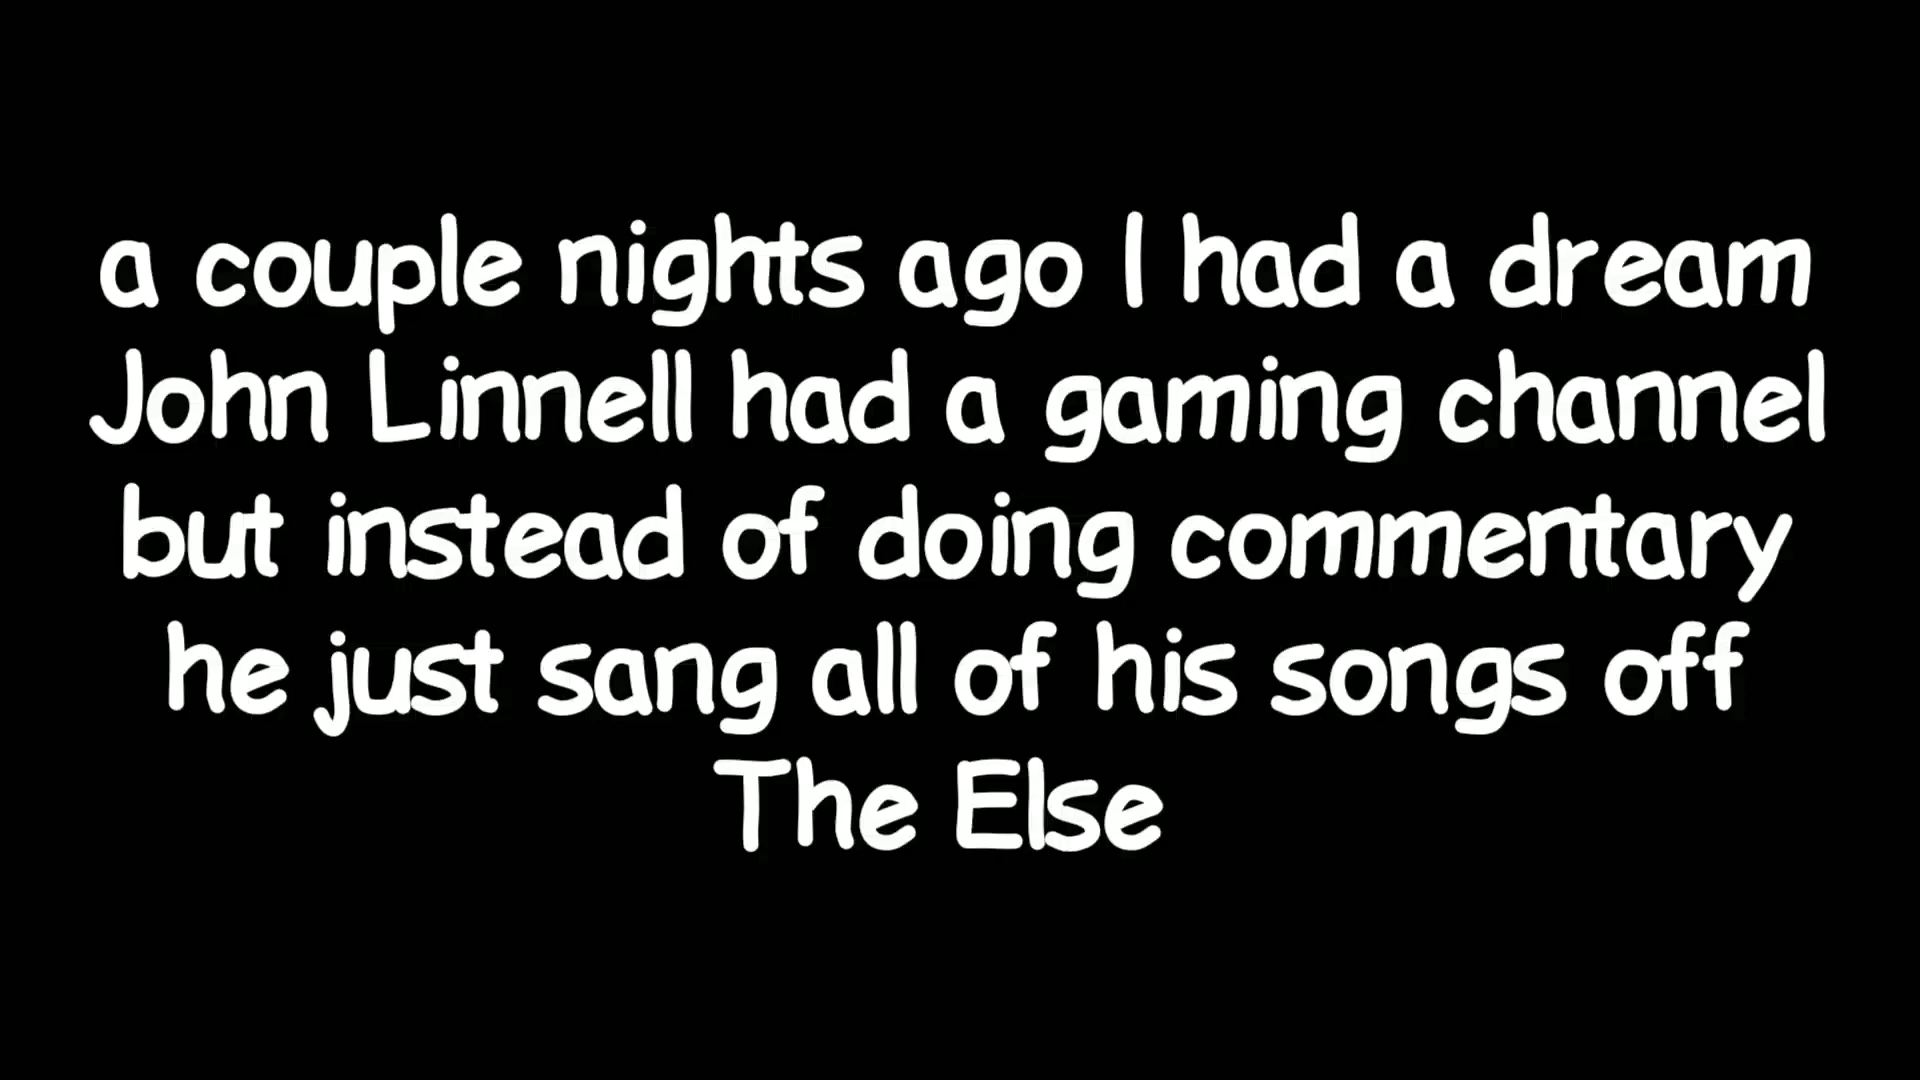 a couple nights ago I had a dream
John Linnell had a gaming channel
but instead of doing commentary
he just sang all of his songs off
The Else